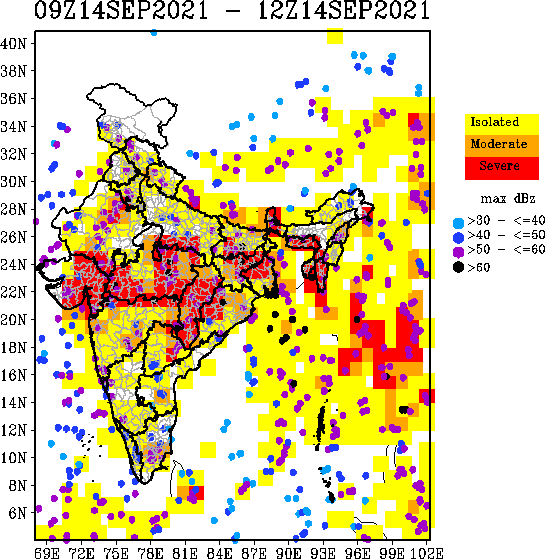 09Z14SEP2021 - 12Z14SEP2021
40N
38N
36N
34N
32N
30N
28N
26N
24N
22N
20N
18N
16N
14N
12N
10N
8N
6N
69E 72E 75E 78E 81E 84E 87E 90E 93E 96E 99E 102E
Isolated
Moderate
Severe
max dBz
>30 - <=40
>40 - <=50
>50 - <=60
>60